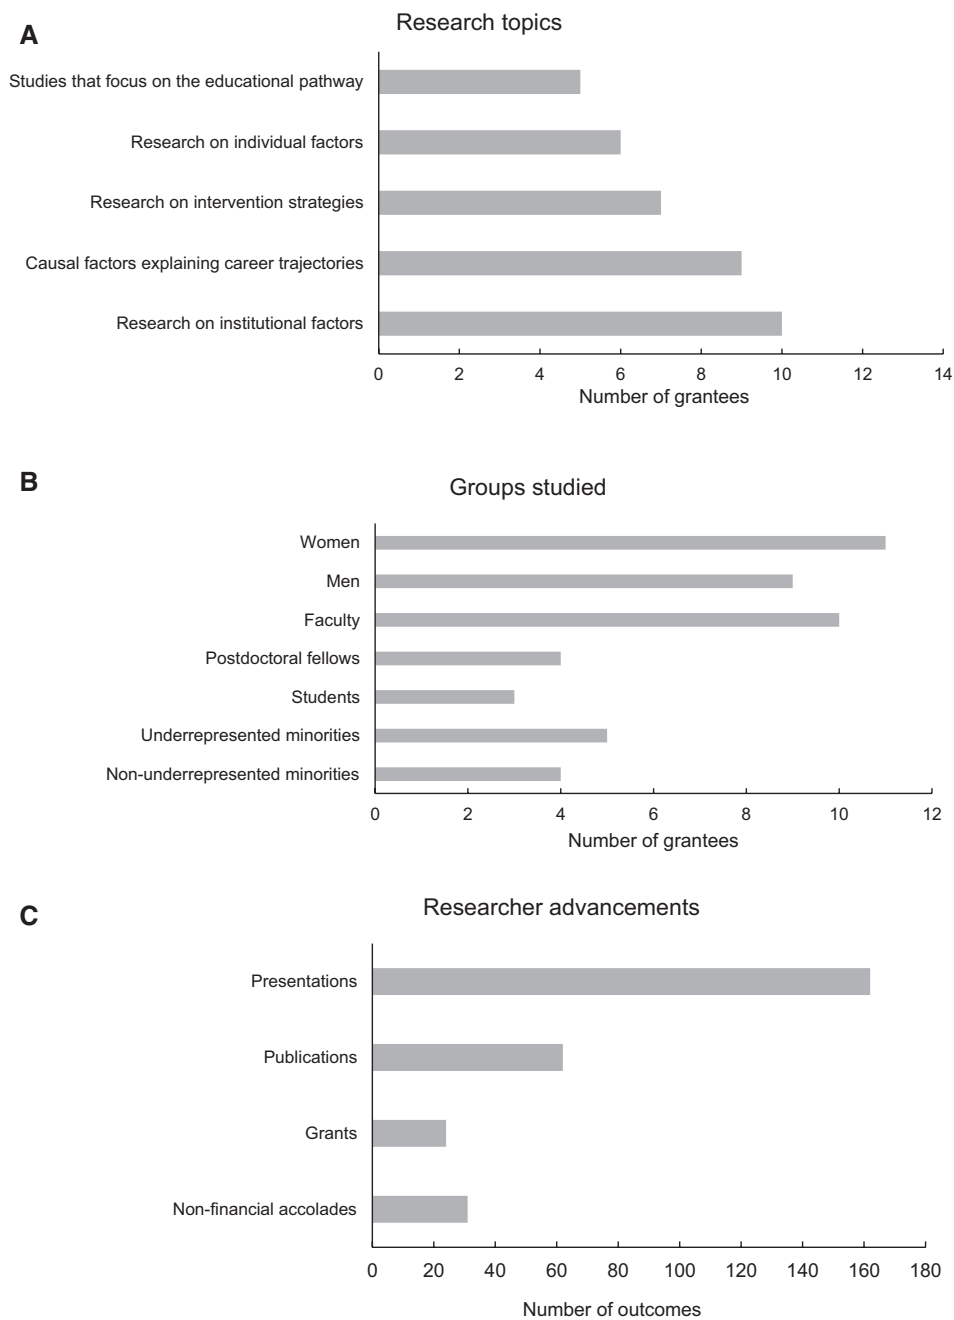 A
Research topics
Studies that focus on the educational pathway
Research on individual factors
Research on intervention strategies
Causal factors explaining career trajectories
Research on institutional factors
0 2 4 6 8 10 12 14
Number of grantees
B
Groups studied
Women
Men
Faculty
Postdoctoral fellows
Students
Underrepresented minorities
Non-underrepresented minorities
0 2 4 6 8 10 12
Number of grantees
C
Researcher advancements
Presentations
Publications
Grants
Non-financial accolades
0 20 40 60 80 100 120 140 160 180
Number of outcomes